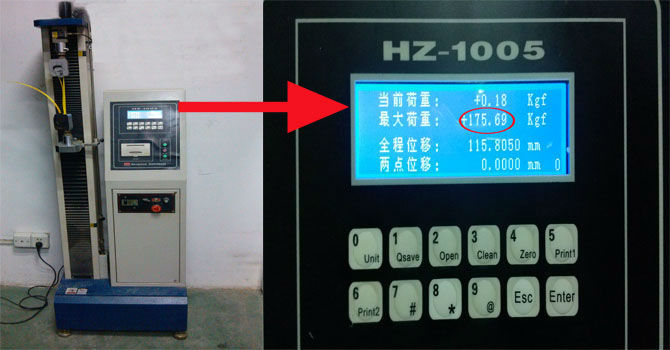 HZ-1005
当前荷重： +0.18 Kgf
最大荷重： +175.69 Kgf
全程位移： 115.8050 mm
两点位移： 0.0000 mm 0
0 Unit
1 Qsave
2 Open
3 Clean
4 Zero
5 Print1
6 Print2
7 #
8 *
9 @
Esc
Enter